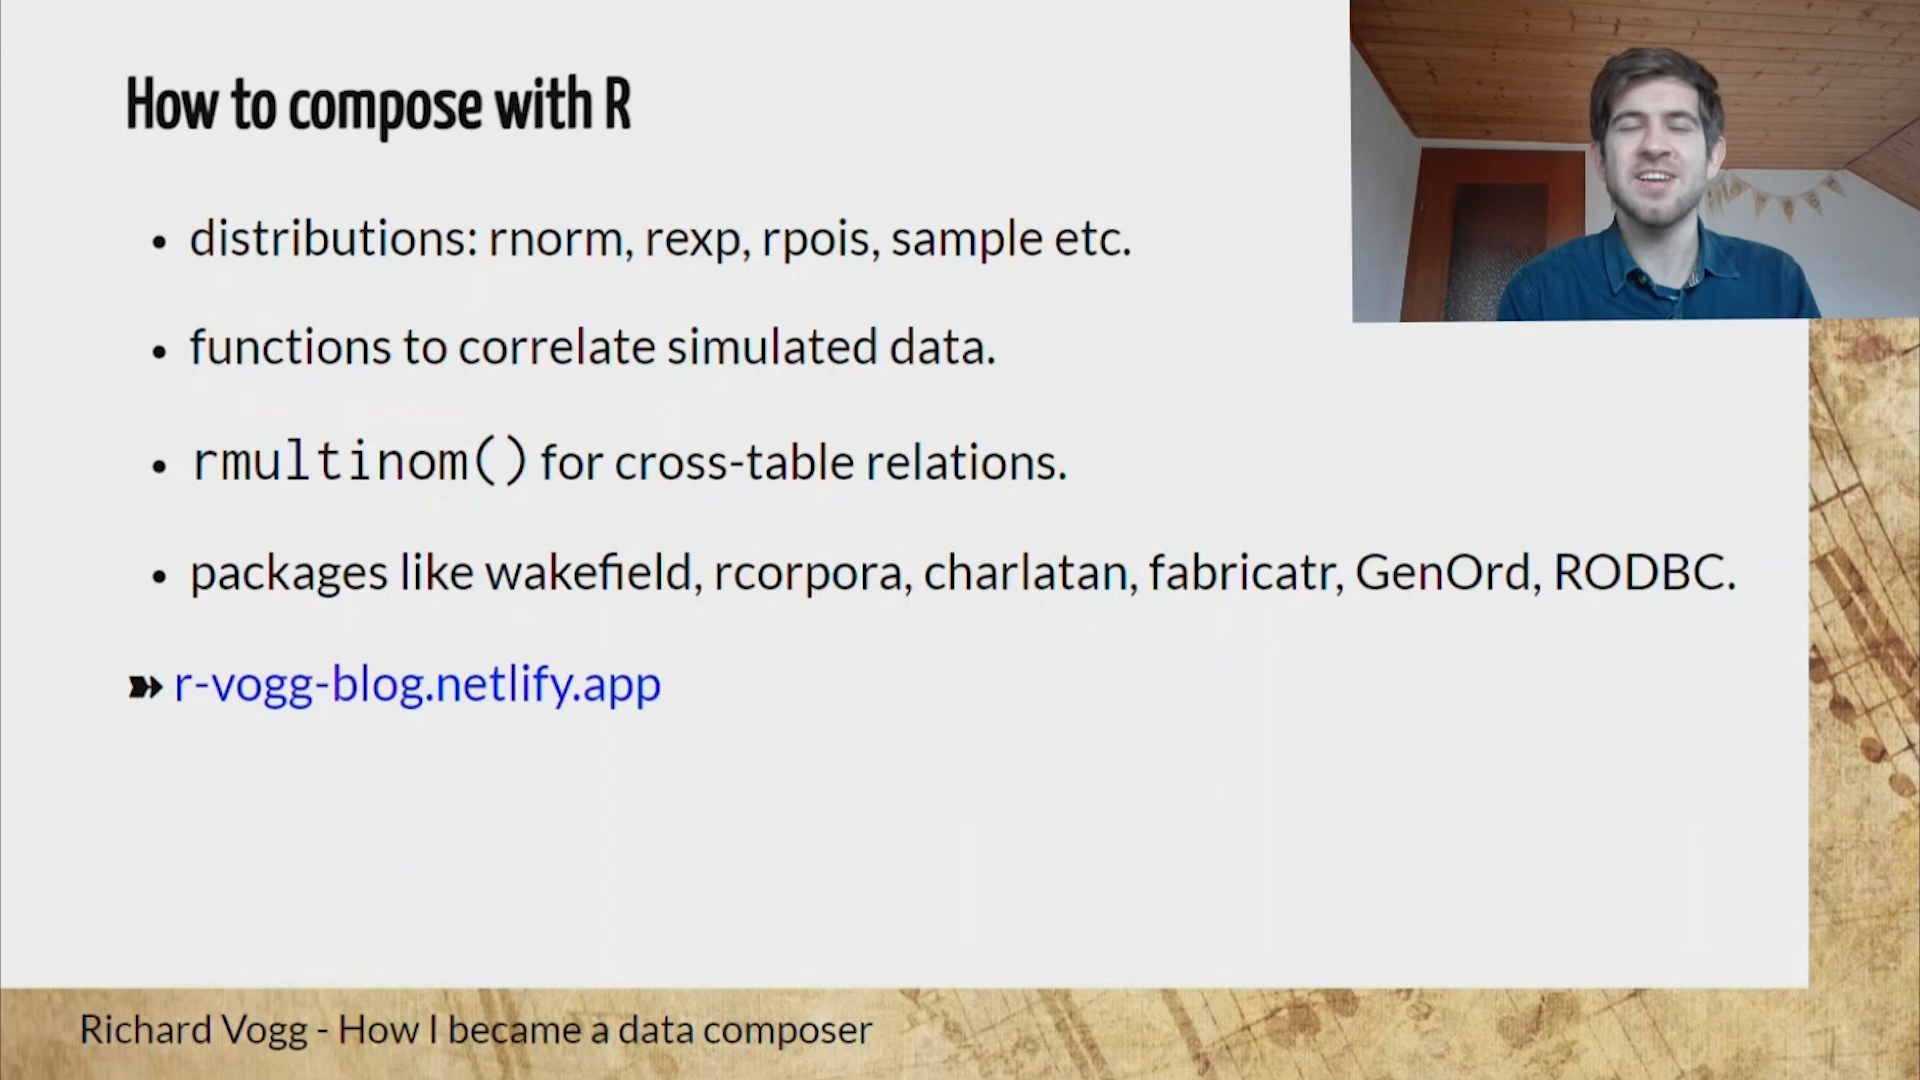 How to compose with R
• distributions: rnorm, rexp, rpois, sample etc.
• functions to correlate simulated data.
• rmultinom() for cross-table relations.
• packages like wakefield, rcorpora, charlatan, fabricatr, GenOrd, RODBC.
➽ r-vogg-blog.netlify.app
Richard Vogg - How I became a data composer